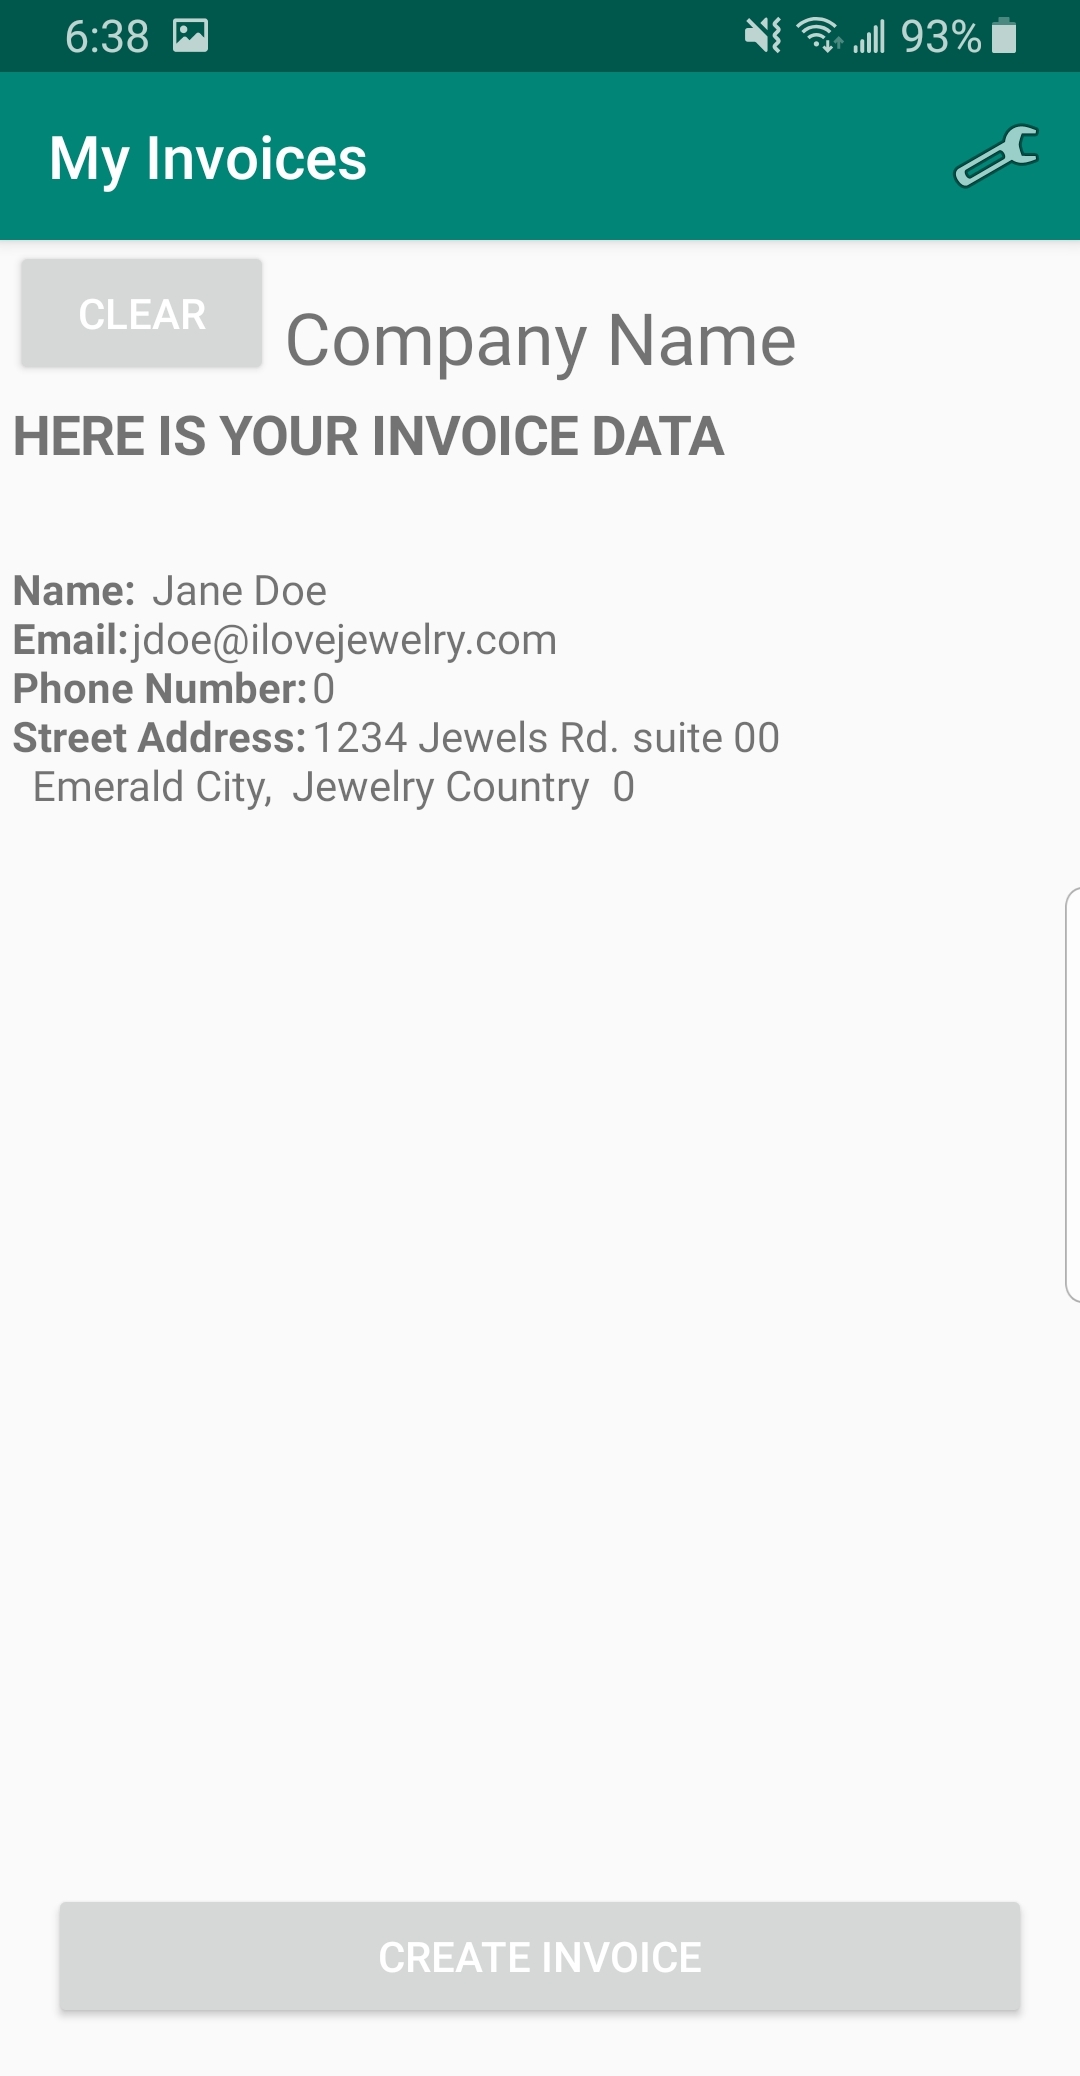 6:38 93%
My Invoices
CLEAR Company Name
HERE IS YOUR INVOICE DATA
Name: Jane Doe
Email:jdoe@ilovejewelry.com
Phone Number:0
Street Address:1234 Jewels Rd. suite 00
Emerald City, Jewelry Country 0
CREATE INVOICE